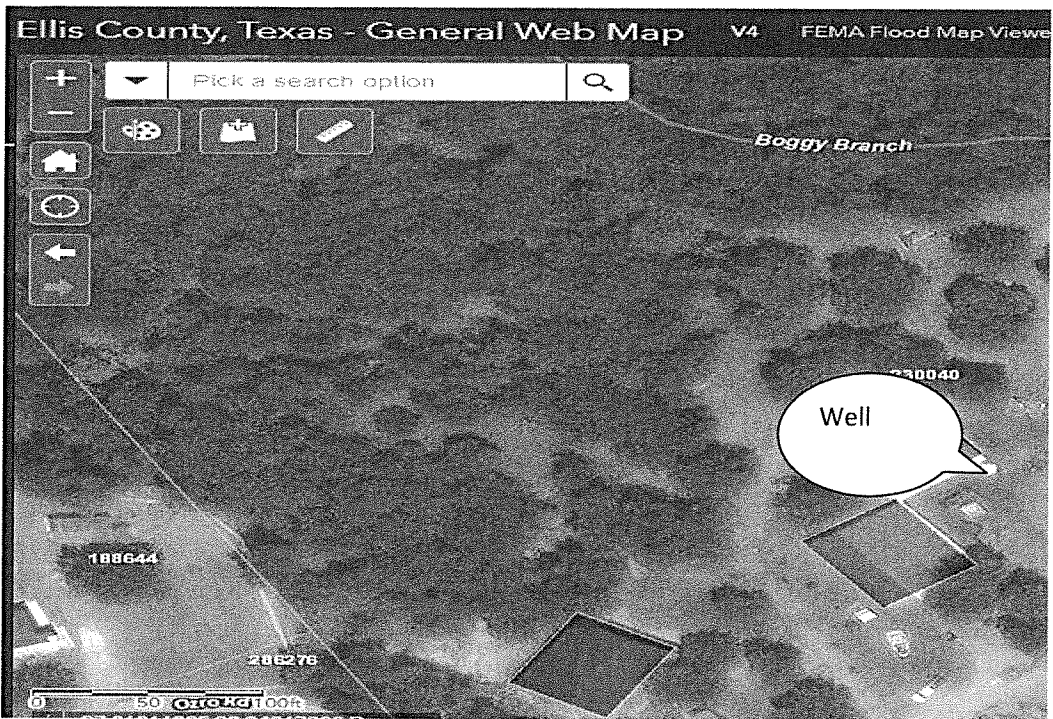 Ellis County, Texas - General Web Map V4 FEMA Flood Map Viewe
+
Pick a search option
−
Boggy Branch
230040
Well
188644
286276
0 50 100ft